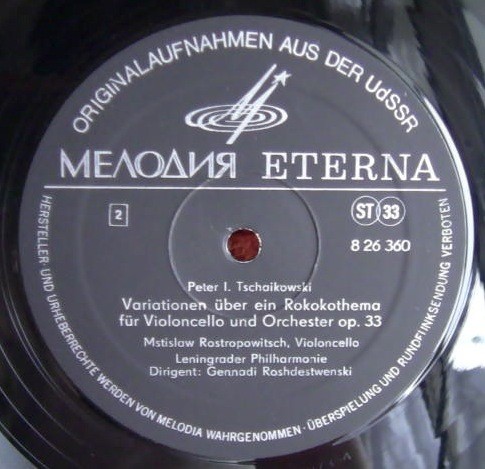 ORIGINALAUFNAHMEN AUS DER UdSSR
МЕЛОДИЯ ETERNA
2
ST 33
8 26 360
Peter I. Tschaikowski
Variationen über ein Rokokothema
für Violoncello und Orchester op. 33
Mstislaw Rostropowitsch, Violoncello
Leningrader Philharmonie
Dirigent: Gennadi Roshdestwenski
HERSTELLER- UND URHEBERRECHTE WERDEN VON MELODIA WAHRGENOMMEN · ÜBERSPIELUNG UND RUNDFUNKSENDUNG VERBOTEN